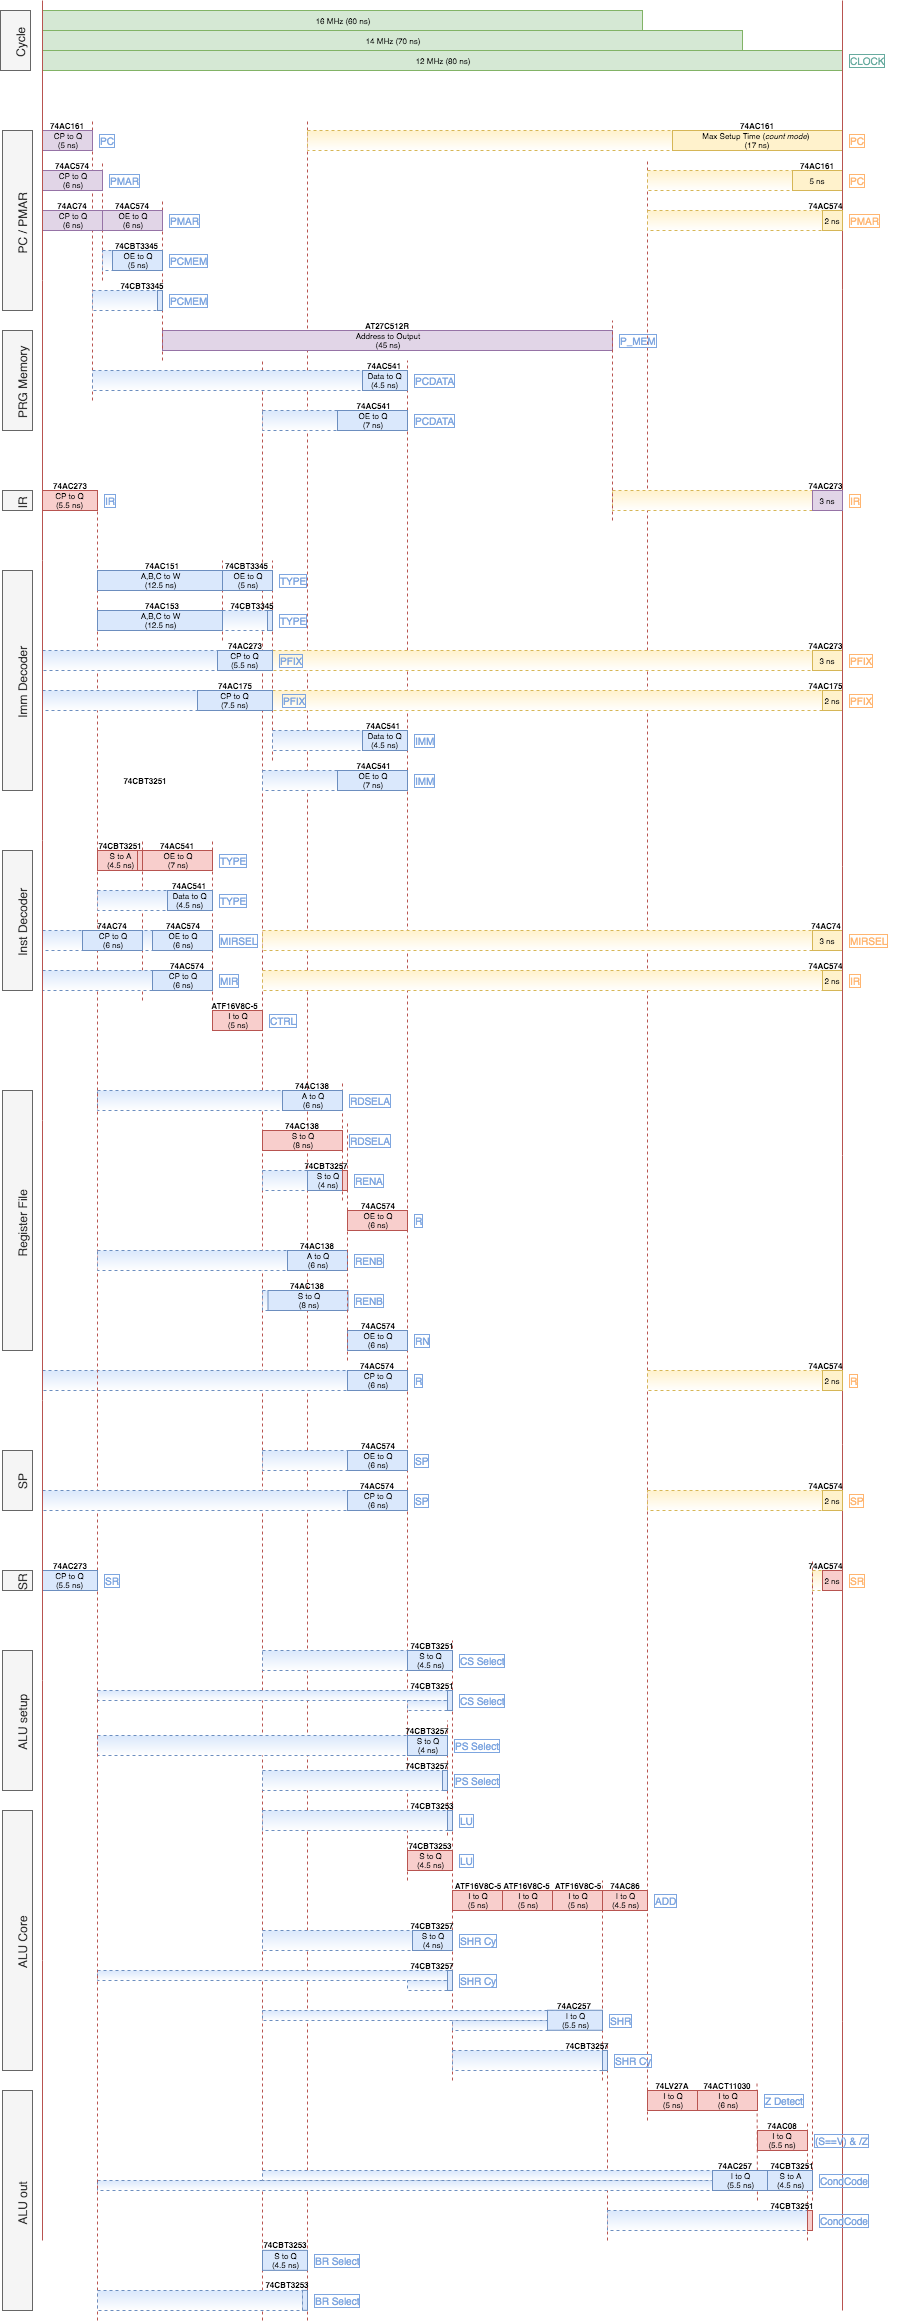 Cycle
16 MHz (60 ns)
14 MHz (70 ns)
12 MHz (80 ns)
CLOCK
PC / PMAR
74AC161
CP to Q
(5 ns)
PC
74AC161
Max Setup Time (count mode)
(17 ns)
PC
74AC574
CP to Q
(6 ns)
PMAR
74AC161
5 ns
PC
74AC74
CP to Q
(6 ns)
74AC574
OE to Q
(6 ns)
PMAR
74AC574
2 ns
PMAR
74CBT3345
OE to Q
(5 ns)
PCMEM
74CBT3345
PCMEM
PRG Memory
AT27C512R
Address to Output
(45 ns)
P_MEM
74AC541
Data to Q
(4.5 ns)
PCDATA
74AC541
OE to Q
(7 ns)
PCDATA
IR
74AC273
CP to Q
(5.5 ns)
IR
74AC273
3 ns
IR
Imm Decoder
74AC151
A,B,C to W
(12.5 ns)
74CBT3345
OE to Q
(5 ns)
TYPE
74AC153
A,B,C to W
(12.5 ns)
74CBT3345
TYPE
74AC273
CP to Q
(5.5 ns)
PFIX
74AC273
3 ns
PFIX
74AC175
CP to Q
(7.5 ns)
PFIX
74AC175
2 ns
PFIX
74AC541
Data to Q
(4.5 ns)
IMM
74CBT3251
74AC541
OE to Q
(7 ns)
IMM
Inst Decoder
74CBT3251
S to A
(4.5 ns)
74AC541
OE to Q
(7 ns)
TYPE
74AC541
Data to Q
(4.5 ns)
TYPE
74AC74
CP to Q
(6 ns)
74AC574
OE to Q
(6 ns)
MIRSEL
74AC74
3 ns
MIRSEL
74AC574
CP to Q
(6 ns)
MIR
74AC574
2 ns
IR
ATF16V8C-5
I to Q
(5 ns)
CTRL
Register File
74AC138
A to Q
(6 ns)
RDSELA
74AC138
S to Q
(8 ns)
RDSELA
74CBT3257
S to Q
(4 ns)
RENA
74AC574
OE to Q
(6 ns)
R
74AC138
A to Q
(6 ns)
RENB
74AC138
S to Q
(8 ns)
RENB
74AC574
OE to Q
(6 ns)
RN
74AC574
CP to Q
(6 ns)
R
74AC574
2 ns
R
SP
74AC574
OE to Q
(6 ns)
SP
74AC574
CP to Q
(6 ns)
SP
74AC574
2 ns
SP
SR
74AC273
CP to Q
(5.5 ns)
SR
74AC574
2 ns
SR
ALU setup
74CBT3251
S to Q
(4.5 ns)
CS Select
74CBT3251
CS Select
74CBT3257
S to Q
(4 ns)
PS Select
74CBT3257
PS Select
ALU Core
74CBT3253
LU
74CBT3253
S to Q
(4.5 ns)
LU
ATF16V8C-5
I to Q
(5 ns)
ATF16V8C-5
I to Q
(5 ns)
ATF16V8C-5
I to Q
(5 ns)
74AC86
I to Q
(4.5 ns)
ADD
74CBT3257
S to Q
(4 ns)
SHR Cy
74CBT3257
SHR Cy
74AC257
I to Q
(5.5 ns)
SHR
74CBT3257
SHR Cy
ALU out
74LV27A
I to Q
(5 ns)
74ACT11030
I to Q
(6 ns)
Z Detect
74AC08
I to Q
(5.5 ns)
(S==V) & /Z
74AC257
I to Q
(5.5 ns)
74CBT3251
S to A
(4.5 ns)
CondCode
74CBT3251
CondCode
74CBT3253
S to Q
(4.5 ns)
BR Select
74CBT3253
BR Select